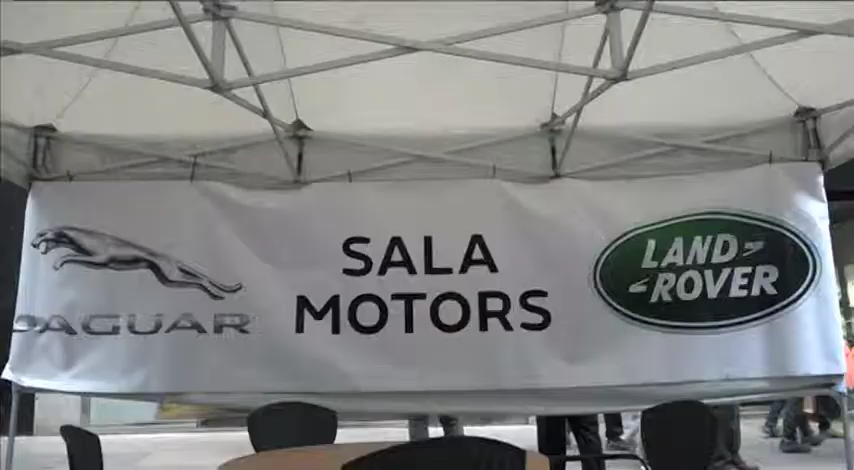 JAGUAR
SALA
MOTORS
LAND-
-ROVER